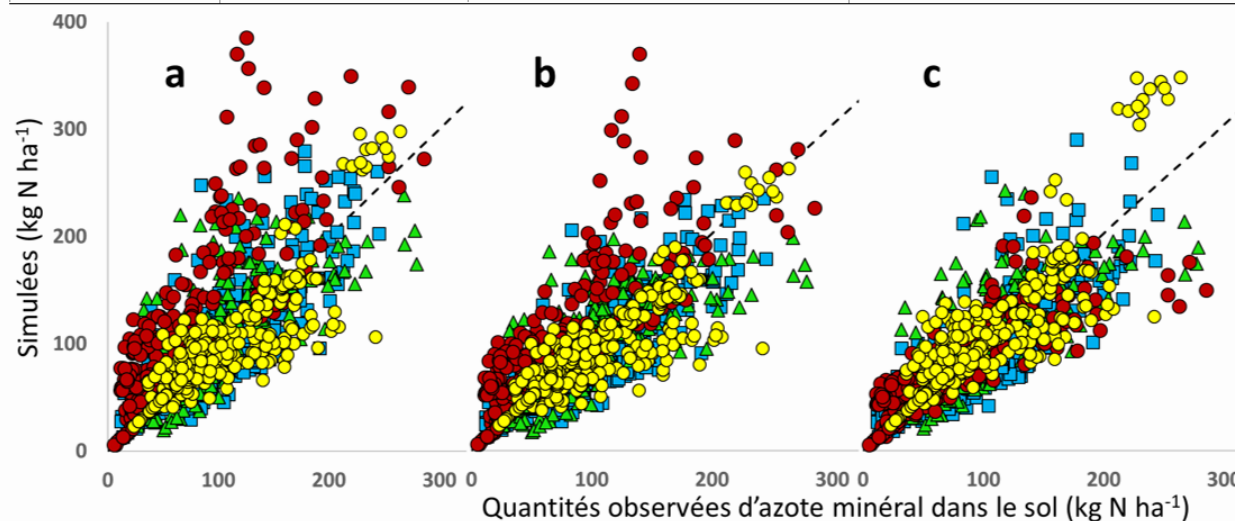 400
300
200
100
0
Simulées (kg N ha-1)
a
b
c
0 100 200 300 0 100 200 300 0 100 200 300
Quantités observées d'azote minéral dans le sol (kg N ha-1)